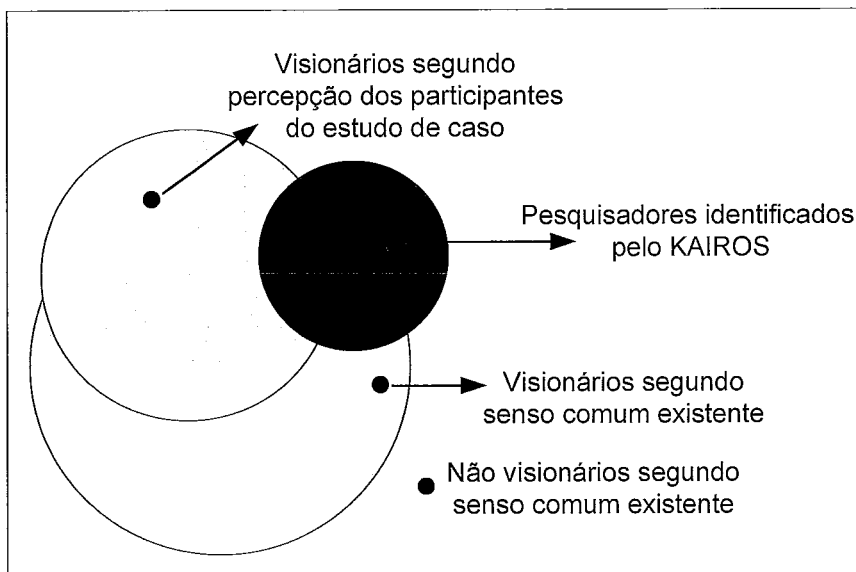 Visionários segundo
percepção dos participantes
do estudo de caso
Pesquisadores identificados
pelo KAIROS
Visionários segundo
senso comum existente
Não visionários segundo
senso comum existente